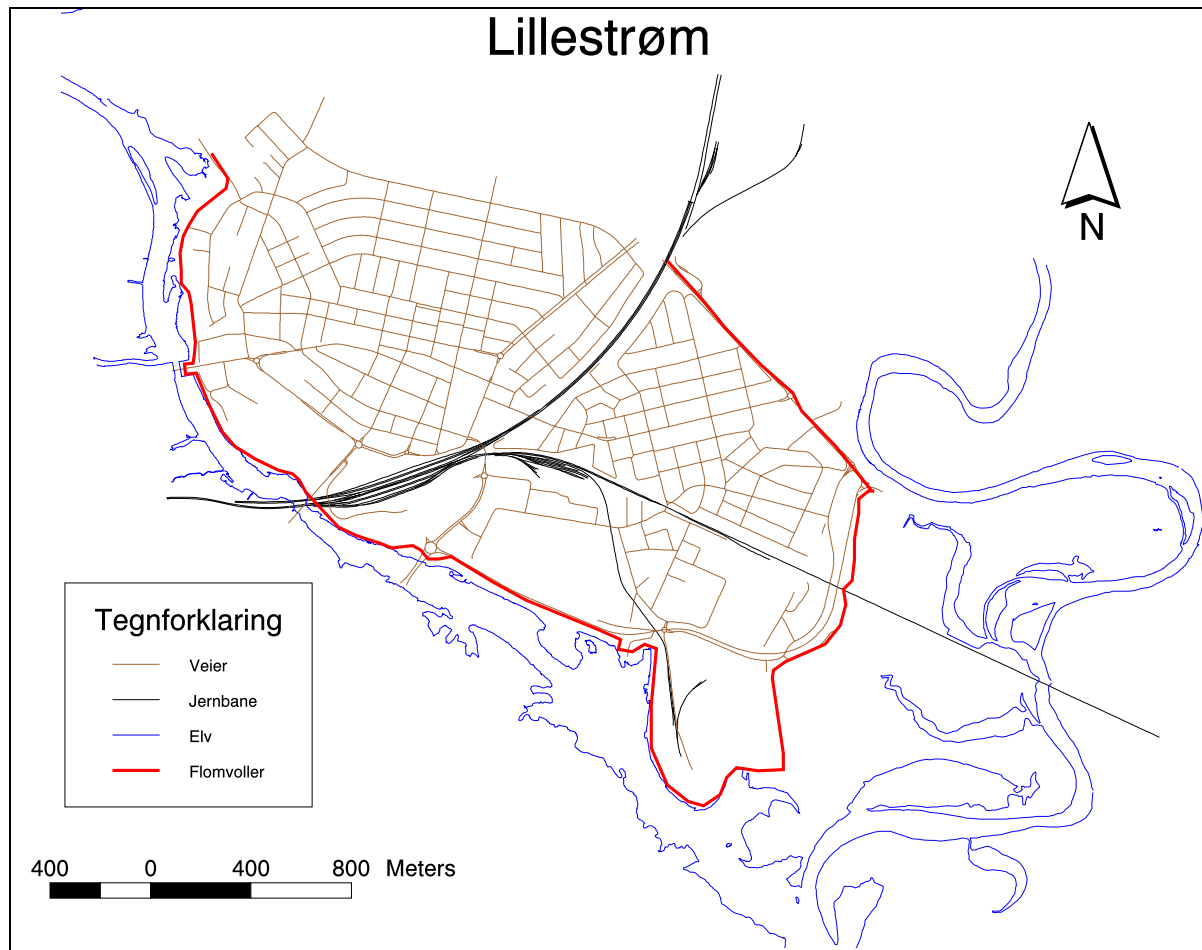 Lillestrøm
N
Tegnforklaring
Veier
Jernbane
Elv
Flomvoller
400 0 400 800 Meters